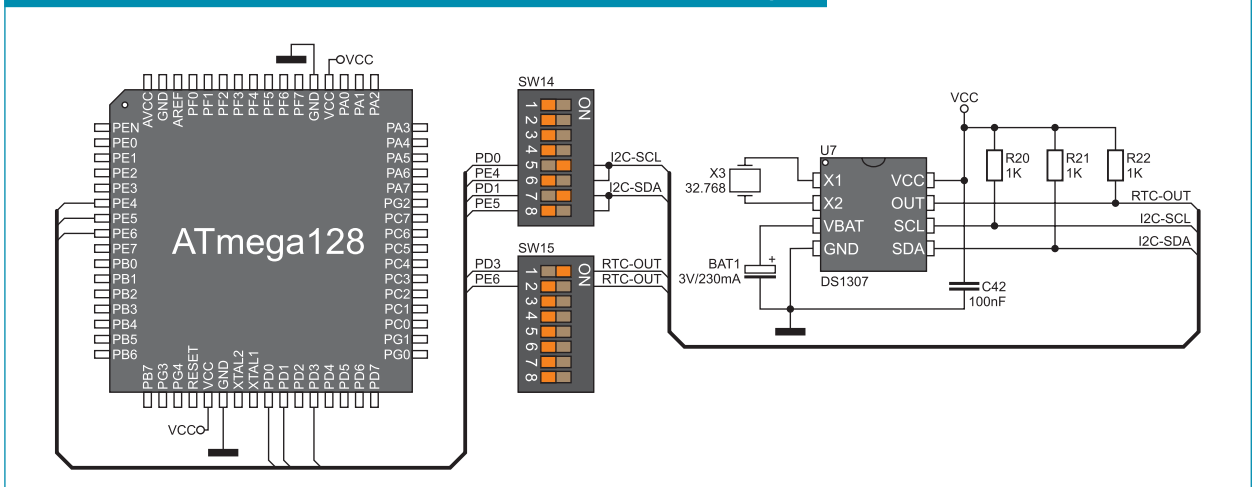 VCC
AVCC
GND
AREF
PF0
PF1
PF2
PF3
PF4
PF5
PF6
PF7
GND
VCC
PA0
PA1
PA2
PEN
PE0
PE1
PE2
PE3
PE4
PE5
PE6
PE7
PB0
PB1
PB2
PB3
PB4
PB5
PB6
ATmega128
PA3
PA4
PA5
PA6
PA7
PG2
PC7
PC6
PC5
PC4
PC3
PC2
PC1
PC0
PG1
PG0
PB7
PG3
PG4
RESET
VCC
GND
XTAL2
XTAL1
PD0
PD1
PD2
PD3
PD4
PD5
PD6
PD7
VCC
SW14
ON
1
2
3
4
5
6
7
8
PD0
PE4
PD1
PE5
I2C-SCL
I2C-SDA
SW15
ON
1
2
3
4
5
6
7
8
PD3
PE6
RTC-OUT
RTC-OUT
VCC
R20
1K
R21
1K
R22
1K
X3
32.768
U7
X1
X2
VBAT
GND
VCC
OUT
SCL
SDA
DS1307
BAT1
3V/230mA
+
C42
100nF
RTC-OUT
I2C-SCL
I2C-SDA